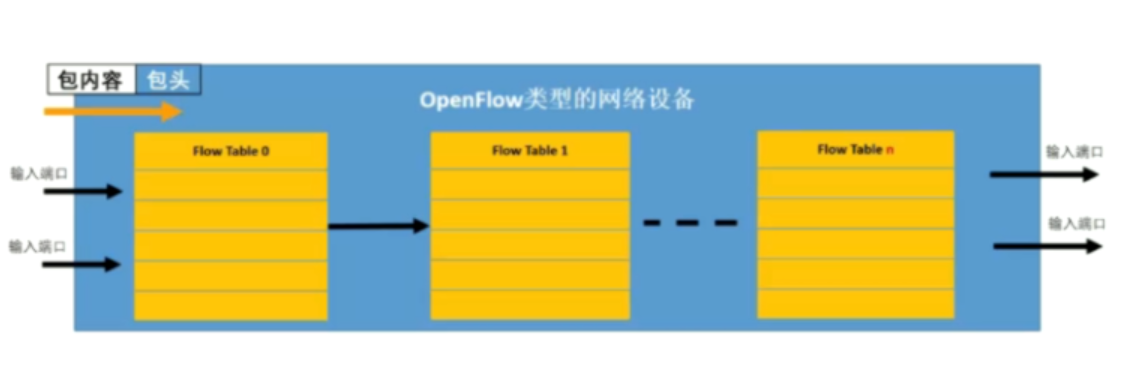 包内容 包头
OpenFlow类型的网络设备
Flow Table 0
Flow Table 1
Flow Table n
输入端口
输入端口
输入端口
输入端口